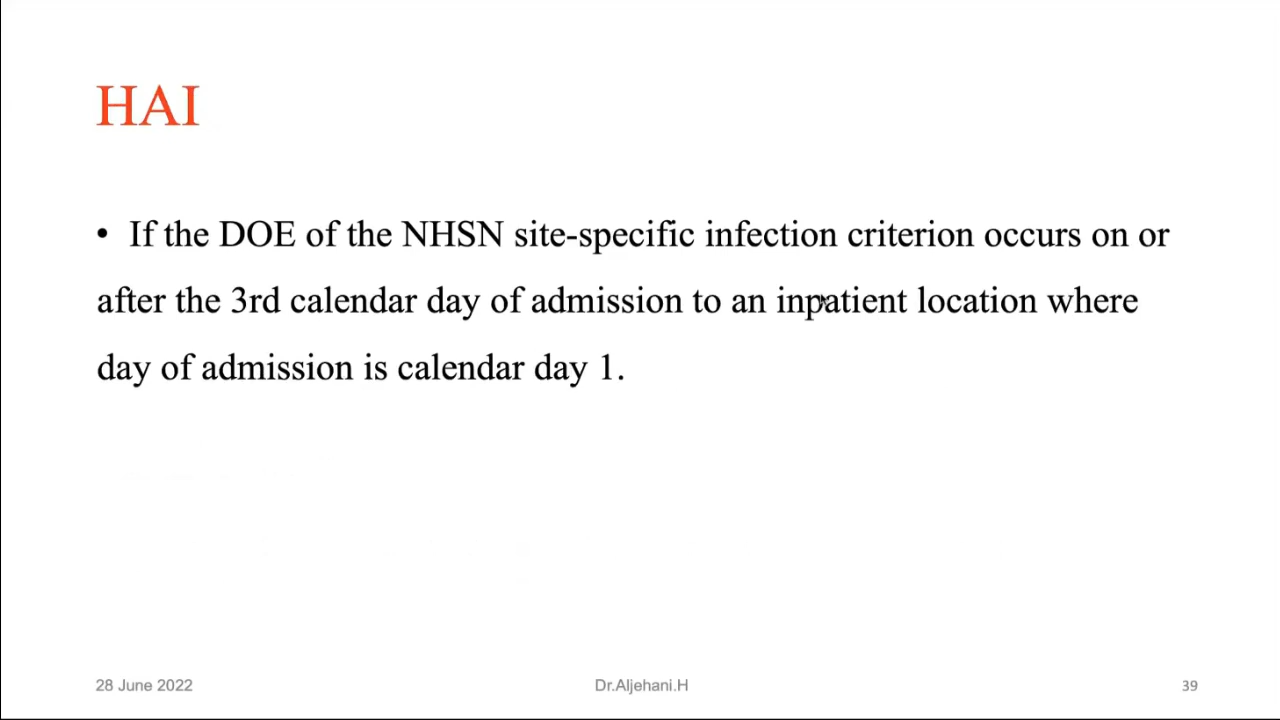 HAI
• If the DOE of the NHSN site-specific infection criterion occurs on or
after the 3rd calendar day of admission to an inpatient location where
day of admission is calendar day 1.
28 June 2022
Dr.Aljehani.H
39